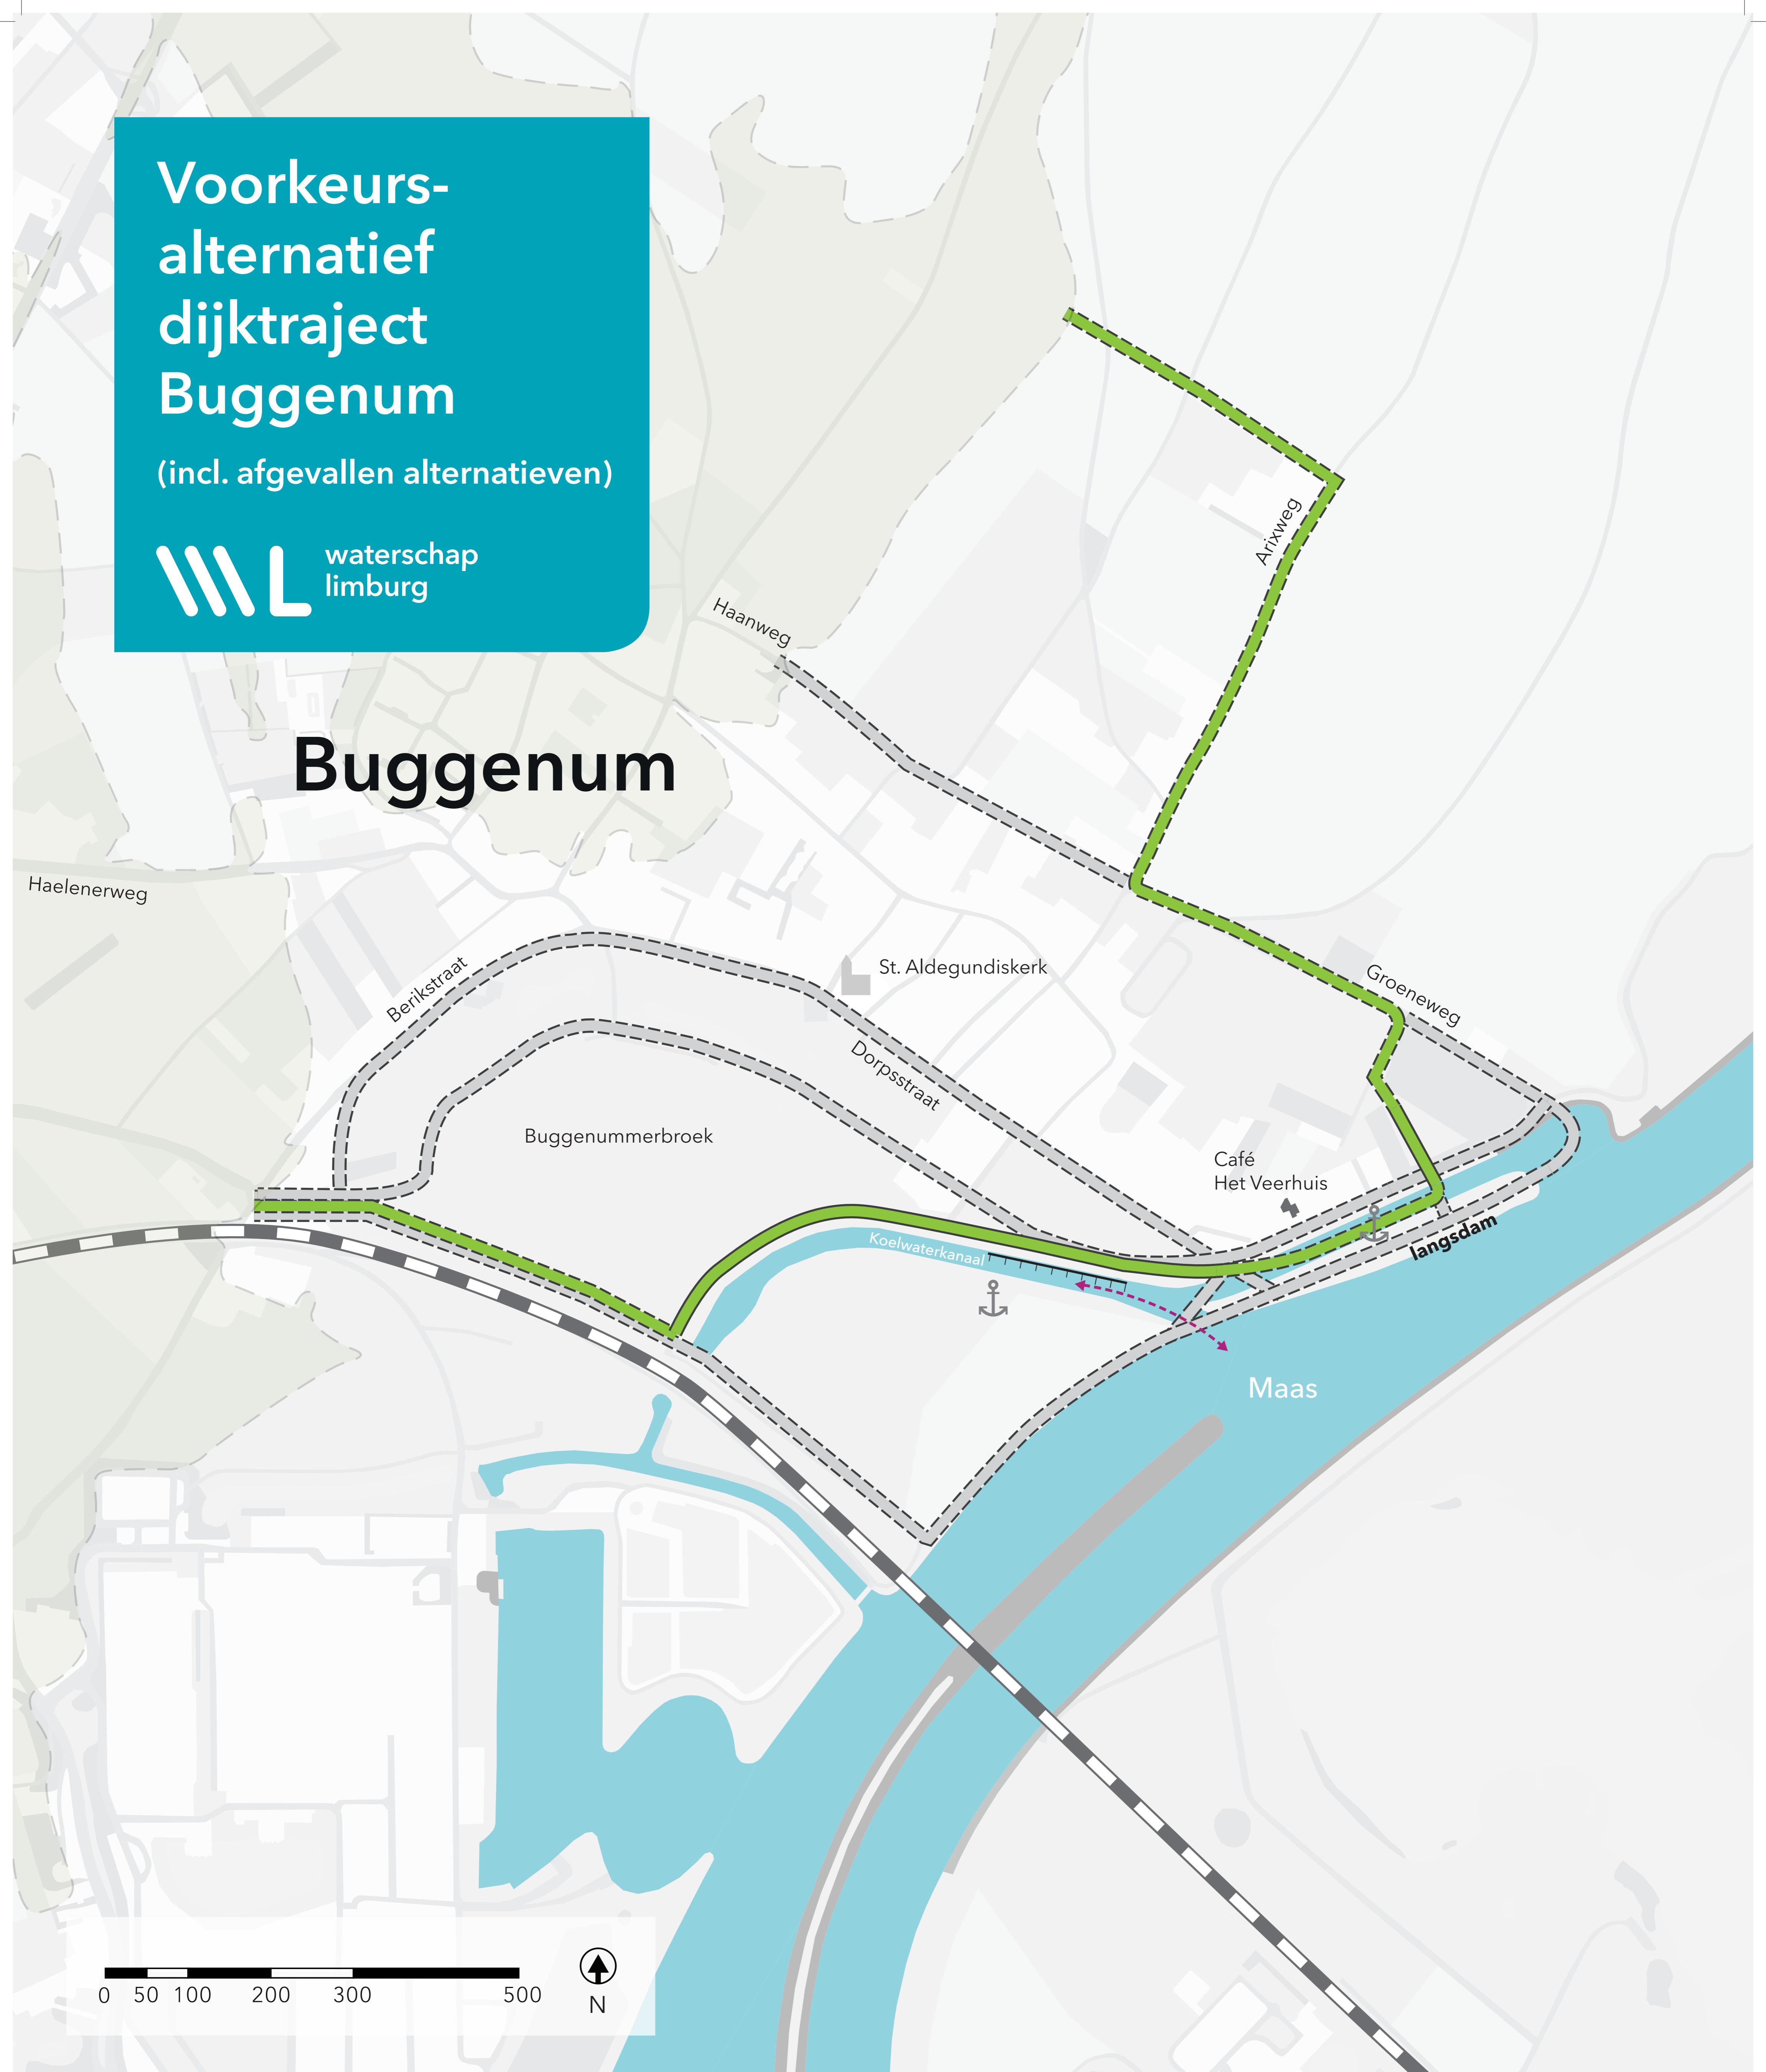 Voorkeurs-
alternatief
dijktraject
Buggenum
(incl. afgevallen alternatieven)
waterschap
limburg
Arixweg
Haanweg
Buggenum
Haelenerweg
Berikstraat
St. Aldegundiskerk
Groeneweg
Dorpsstraat
Buggenummerbroek
Café
Het Veerhuis
langsdam
Koelwaterkanaal
Maas
0 50 100 200 300 500
N